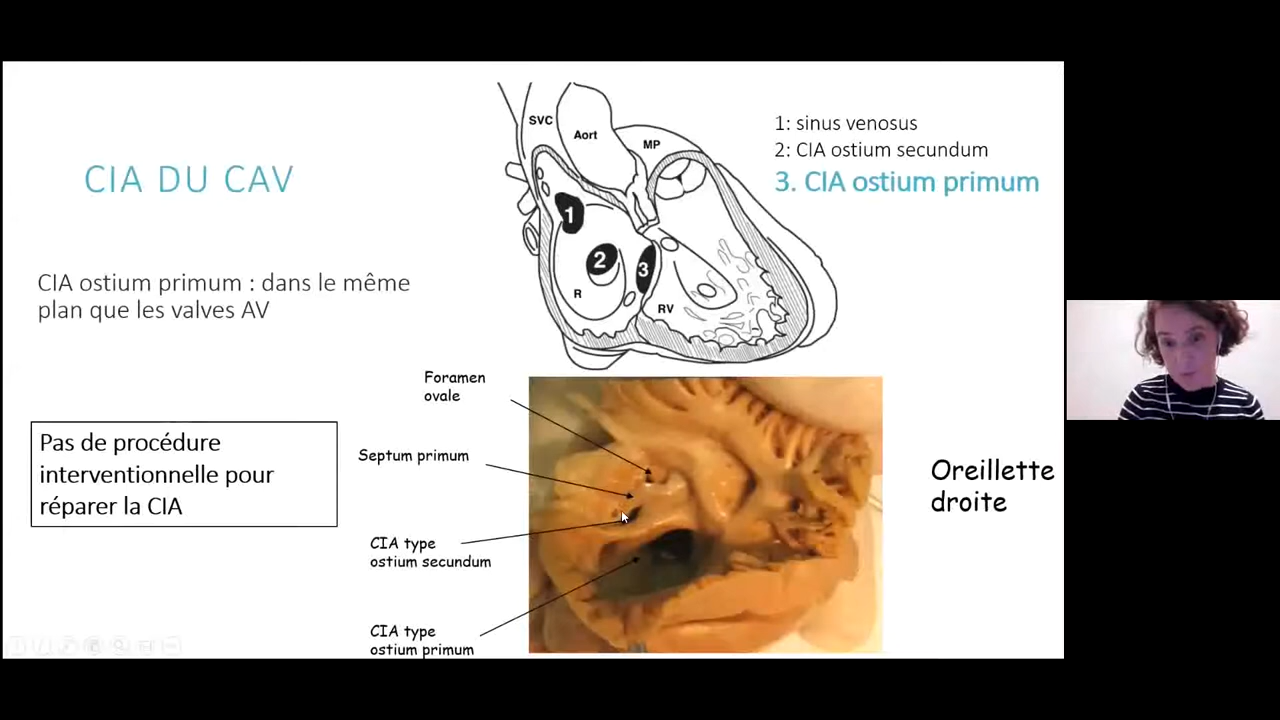 CIA DU CAV
CIA ostium primum : dans le même
plan que les valves AV
Pas de procédure
interventionnelle pour
réparer la CIA
SVC
Aort
MP
1
2
3
R
RV
1: sinus venosus
2: CIA ostium secundum
3. CIA ostium primum
Foramen
ovale
Septum primum
CIA type
ostium secundum
CIA type
ostium primum
Oreillette
droite